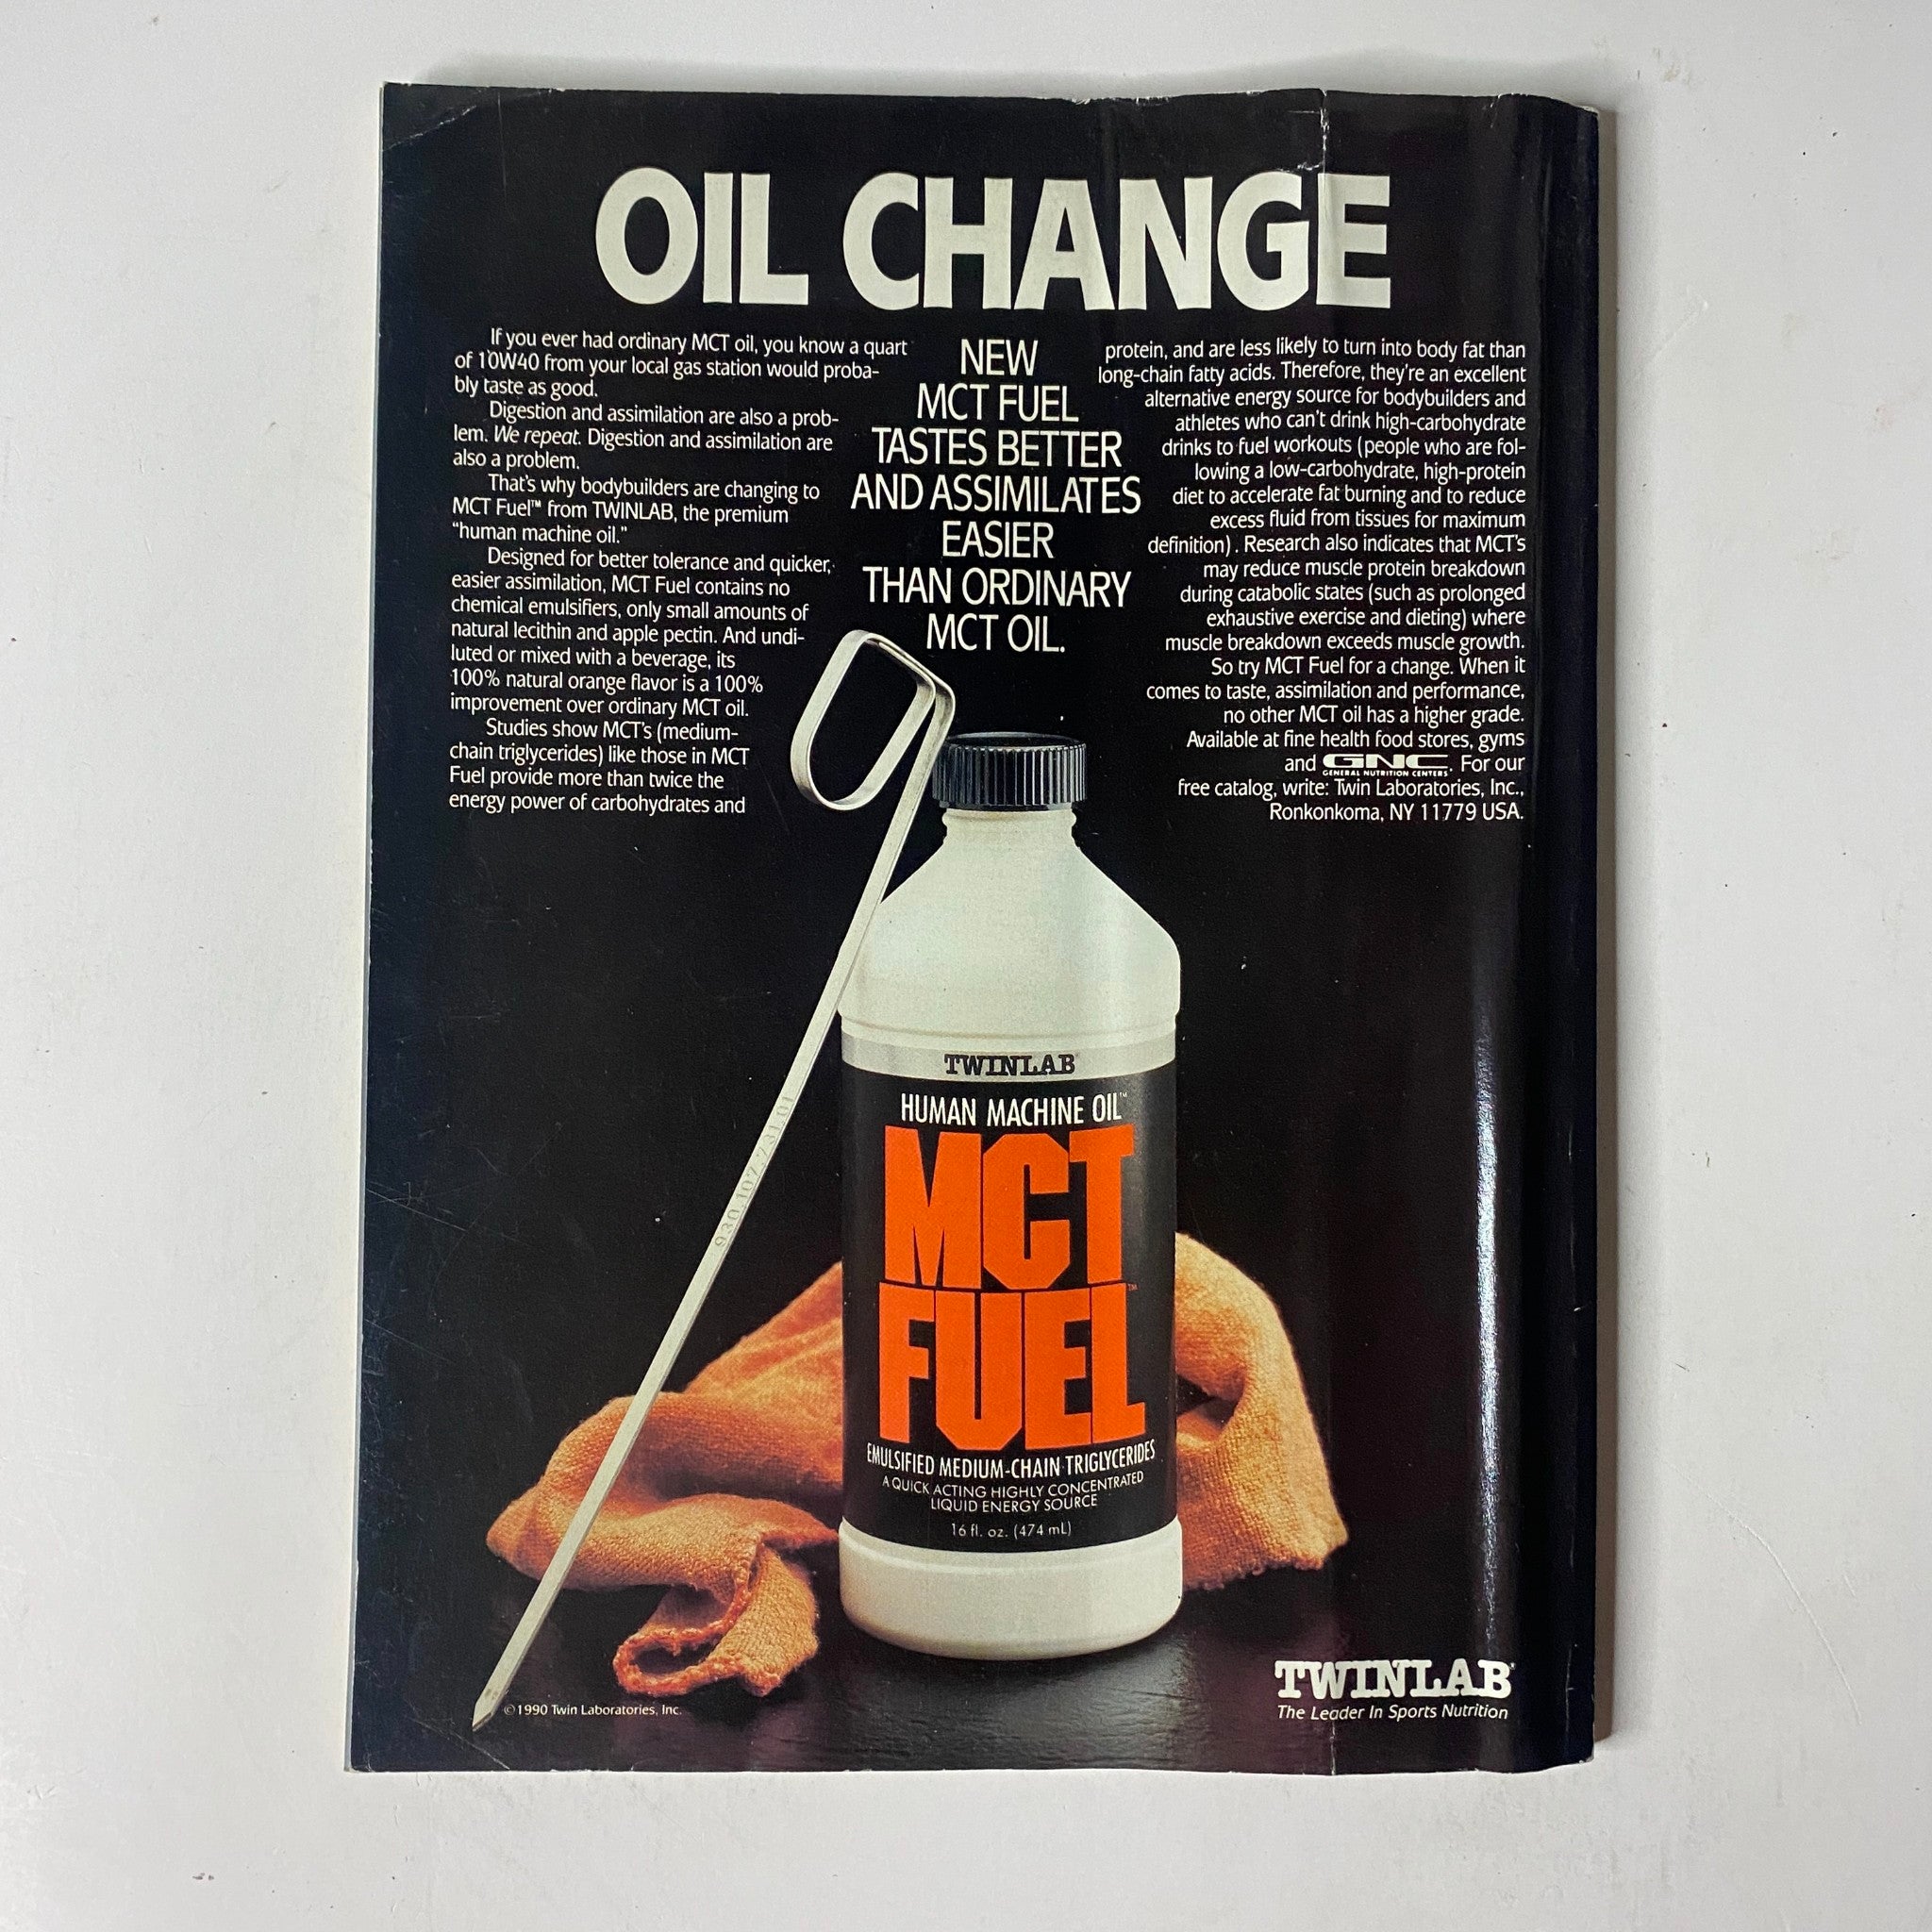 OIL CHANGE
If you ever had ordinary MCT oil, you know a quart
of 10W40 from your local gas station would proba-
bly taste as good.
Digestion and assimilation are also a prob-
lem. We repeat. Digestion and assimilation are
also a problem.
That's why bodybuilders are changing to
MCT Fuel™ from TWINLAB, the premium
"human machine oil."
Designed for better tolerance and quicker,
easier assimilation, MCT Fuel contains no
chemical emulsifiers, only small amounts of
natural lecithin and apple pectin. And undi-
luted or mixed with a beverage, its
100% natural orange flavor is a 100%
improvement over ordinary MCT oil.
Studies show MCT's (medium-
chain triglycerides) like those in MCT
Fuel provide more than twice the
energy power of carbohydrates and
NEW
MCT FUEL
TASTES BETTER
AND ASSIMILATES
EASIER
THAN ORDINARY
MCT OIL.
protein, and are less likely to turn into body fat than
long-chain fatty acids. Therefore, they're an excellent
alternative energy source for bodybuilders and
athletes who can't drink high-carbohydrate
drinks to fuel workouts (people who are fol-
lowing a low-carbohydrate, high-protein
diet to accelerate fat burning and to reduce
excess fluid from tissues for maximum
definition). Research also indicates that MCT's
may reduce muscle protein breakdown
during catabolic states (such as prolonged
exhaustive exercise and dieting) where
muscle breakdown exceeds muscle growth.
So try MCT Fuel for a change. When it
comes to taste, assimilation and performance,
no other MCT oil has a higher grade.
Available at fine health food stores, gyms
and GNC. For our
GENERAL NUTRITION CENTERS
free catalog, write: Twin Laboratories, Inc.,
Ronkonkoma, NY 11779 USA.
TWINLAB
HUMAN MACHINE OIL™
MCT
FUEL™
EMULSIFIED MEDIUM-CHAIN TRIGLYCERIDES
A QUICK ACTING HIGHLY CONCENTRATED
LIQUID ENERGY SOURCE
16 fl. oz. (474 mL)
©1990 Twin Laboratories, Inc.
TWINLAB®
The Leader In Sports Nutrition